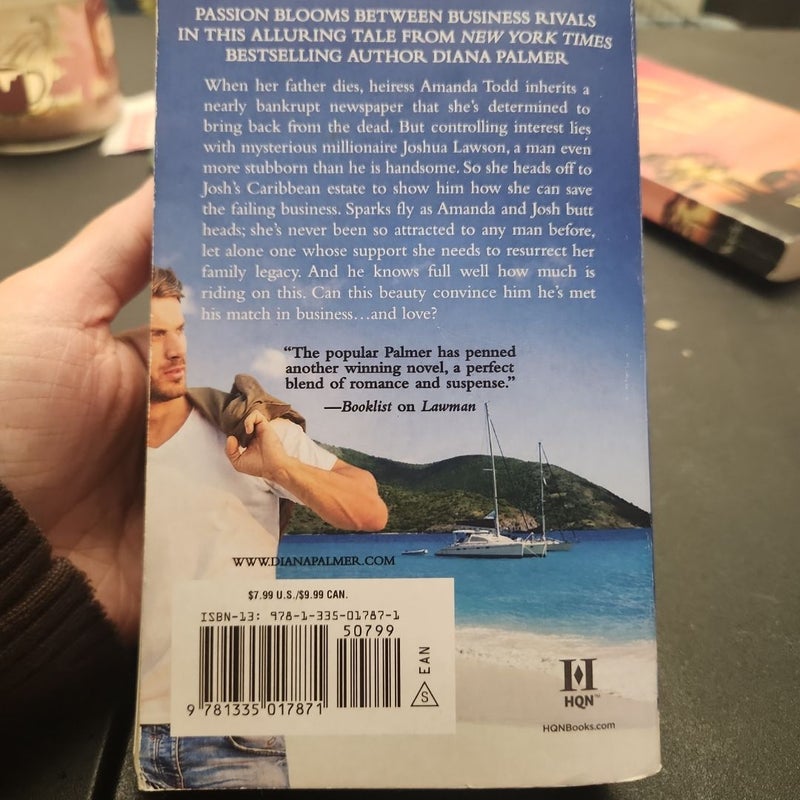 PASSION BLOOMS BETWEEN BUSINESS RIVALS
IN THIS ALLURING TALE FROM NEW YORK TIMES
BESTSELLING AUTHOR DIANA PALMER
When her father dies, heiress Amanda Todd inherits a
nearly bankrupt newspaper that she's determined to
bring back from the dead. But controlling interest lies
with mysterious millionaire Joshua Lawson, a man even
more stubborn than he is handsome. So she heads off to
Josh's Caribbean estate to show him how she can save
the failing business. Sparks fly as Amanda and Josh butt
heads; she's never been so attracted to any man before,
let alone one whose support she needs to resurrect her
family legacy. And he knows full well how much is
riding on this. Can this beauty convince him he's met
his match in business…and love?
“The popular Palmer has penned
another winning novel, a perfect
blend of romance and suspense.”
—Booklist on Lawman
WWW.DIANAPALMER.COM
$7.99 U.S./$9.99 CAN.
ISBN-13: 978-1-335-01787-1
50799
EAN
S
9 781335 017871
H
HQN™
HQNBooks.com